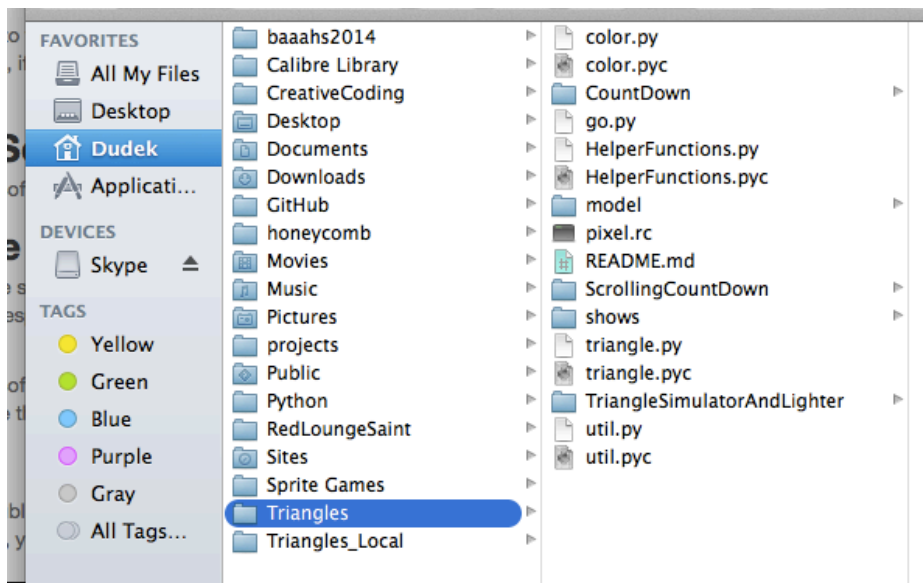 FAVORITES
All My Files
Desktop
Dudek
Applicati...
DEVICES
Skype
TAGS
Yellow
Green
Blue
Purple
Gray
All Tags...
baaahs2014
Calibre Library
CreativeCoding
Desktop
Documents
Downloads
GitHub
honeycomb
Movies
Music
Pictures
projects
Public
Python
RedLoungeSaint
Sites
Sprite Games
Triangles
Triangles_Local
color.py
color.pyc
CountDown
go.py
HelperFunctions.py
HelperFunctions.pyc
model
pixel.rc
README.md
ScrollingCountDown
shows
triangle.py
triangle.pyc
TriangleSimulatorAndLighter
util.py
util.pyc